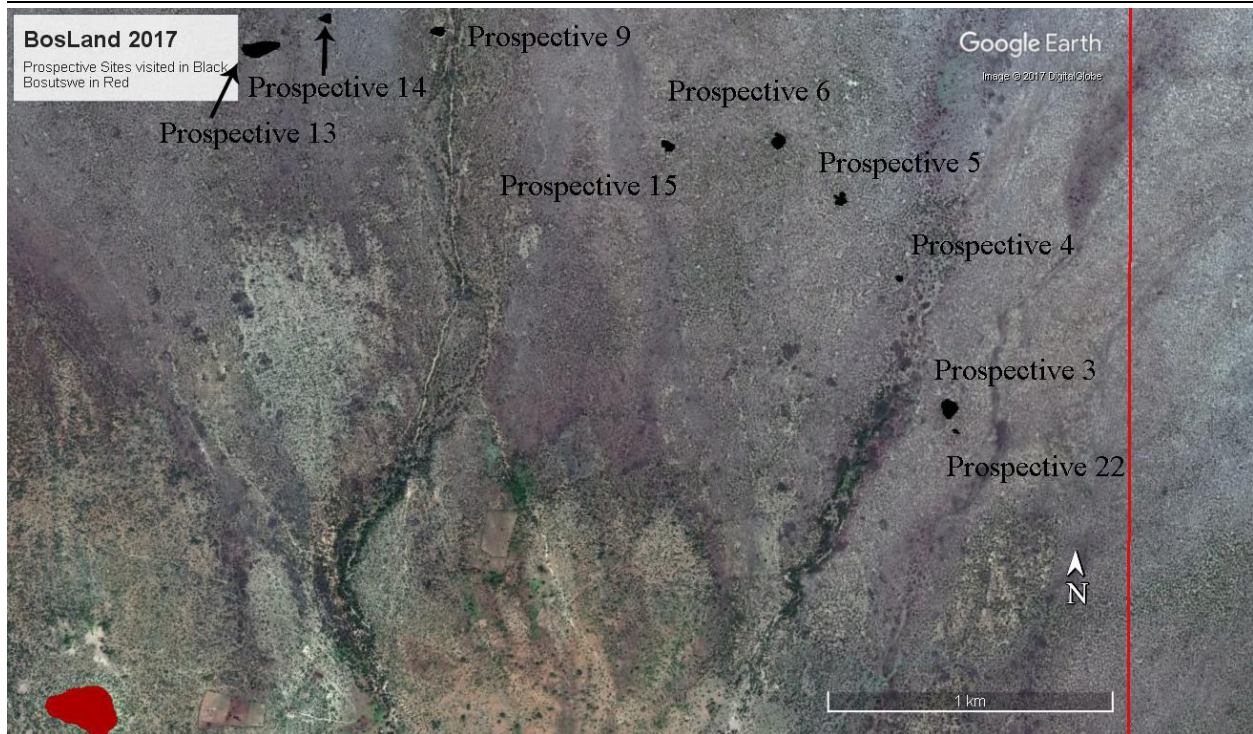 BosLand 2017
Prospective Sites visited in Black,
Bosutswe in Red
Prospective 9
Google Earth
Image © 2017 DigitalGlobe
Prospective 14
Prospective 6
Prospective 13
Prospective 15
Prospective 5
Prospective 4
Prospective 3
Prospective 22
N
1 km